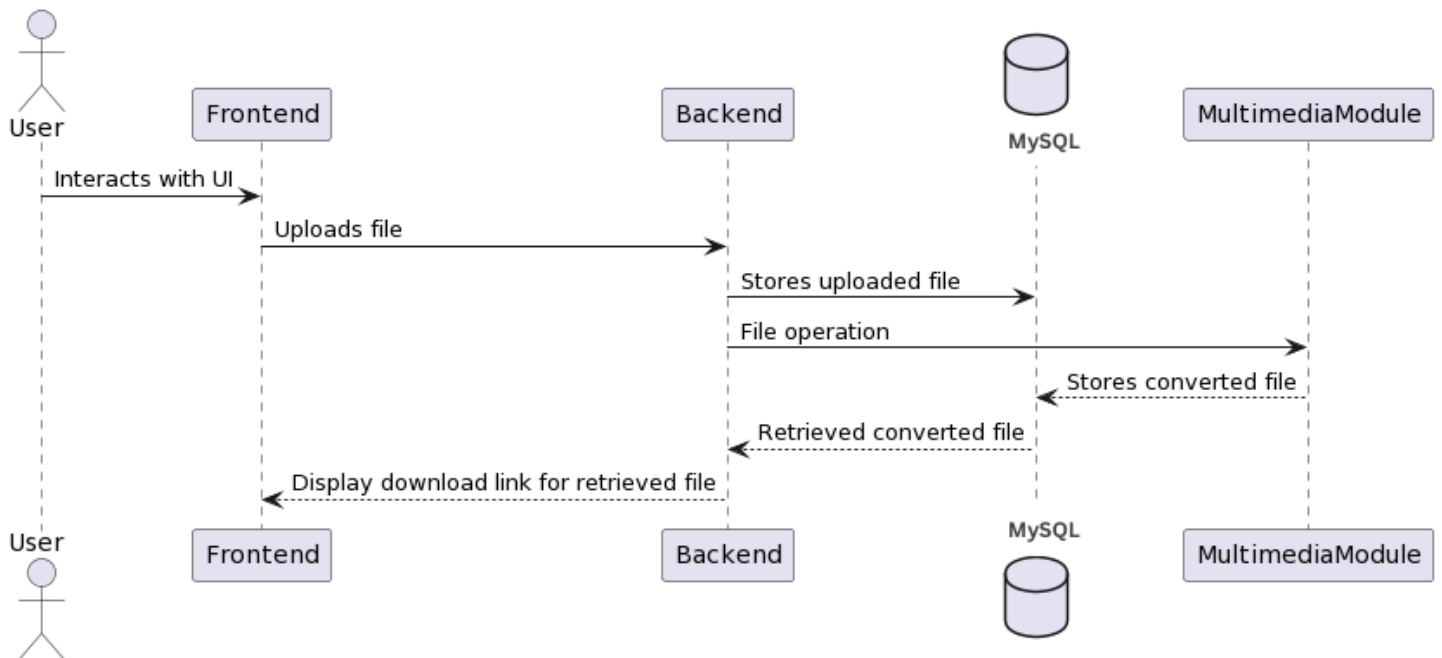 User
Frontend
Backend
MySQL
MultimediaModule
Interacts with UI
Uploads file
Stores uploaded file
File operation
Stores converted file
Retrieved converted file
Display download link for retrieved file
User
Frontend
Backend
MySQL
MultimediaModule